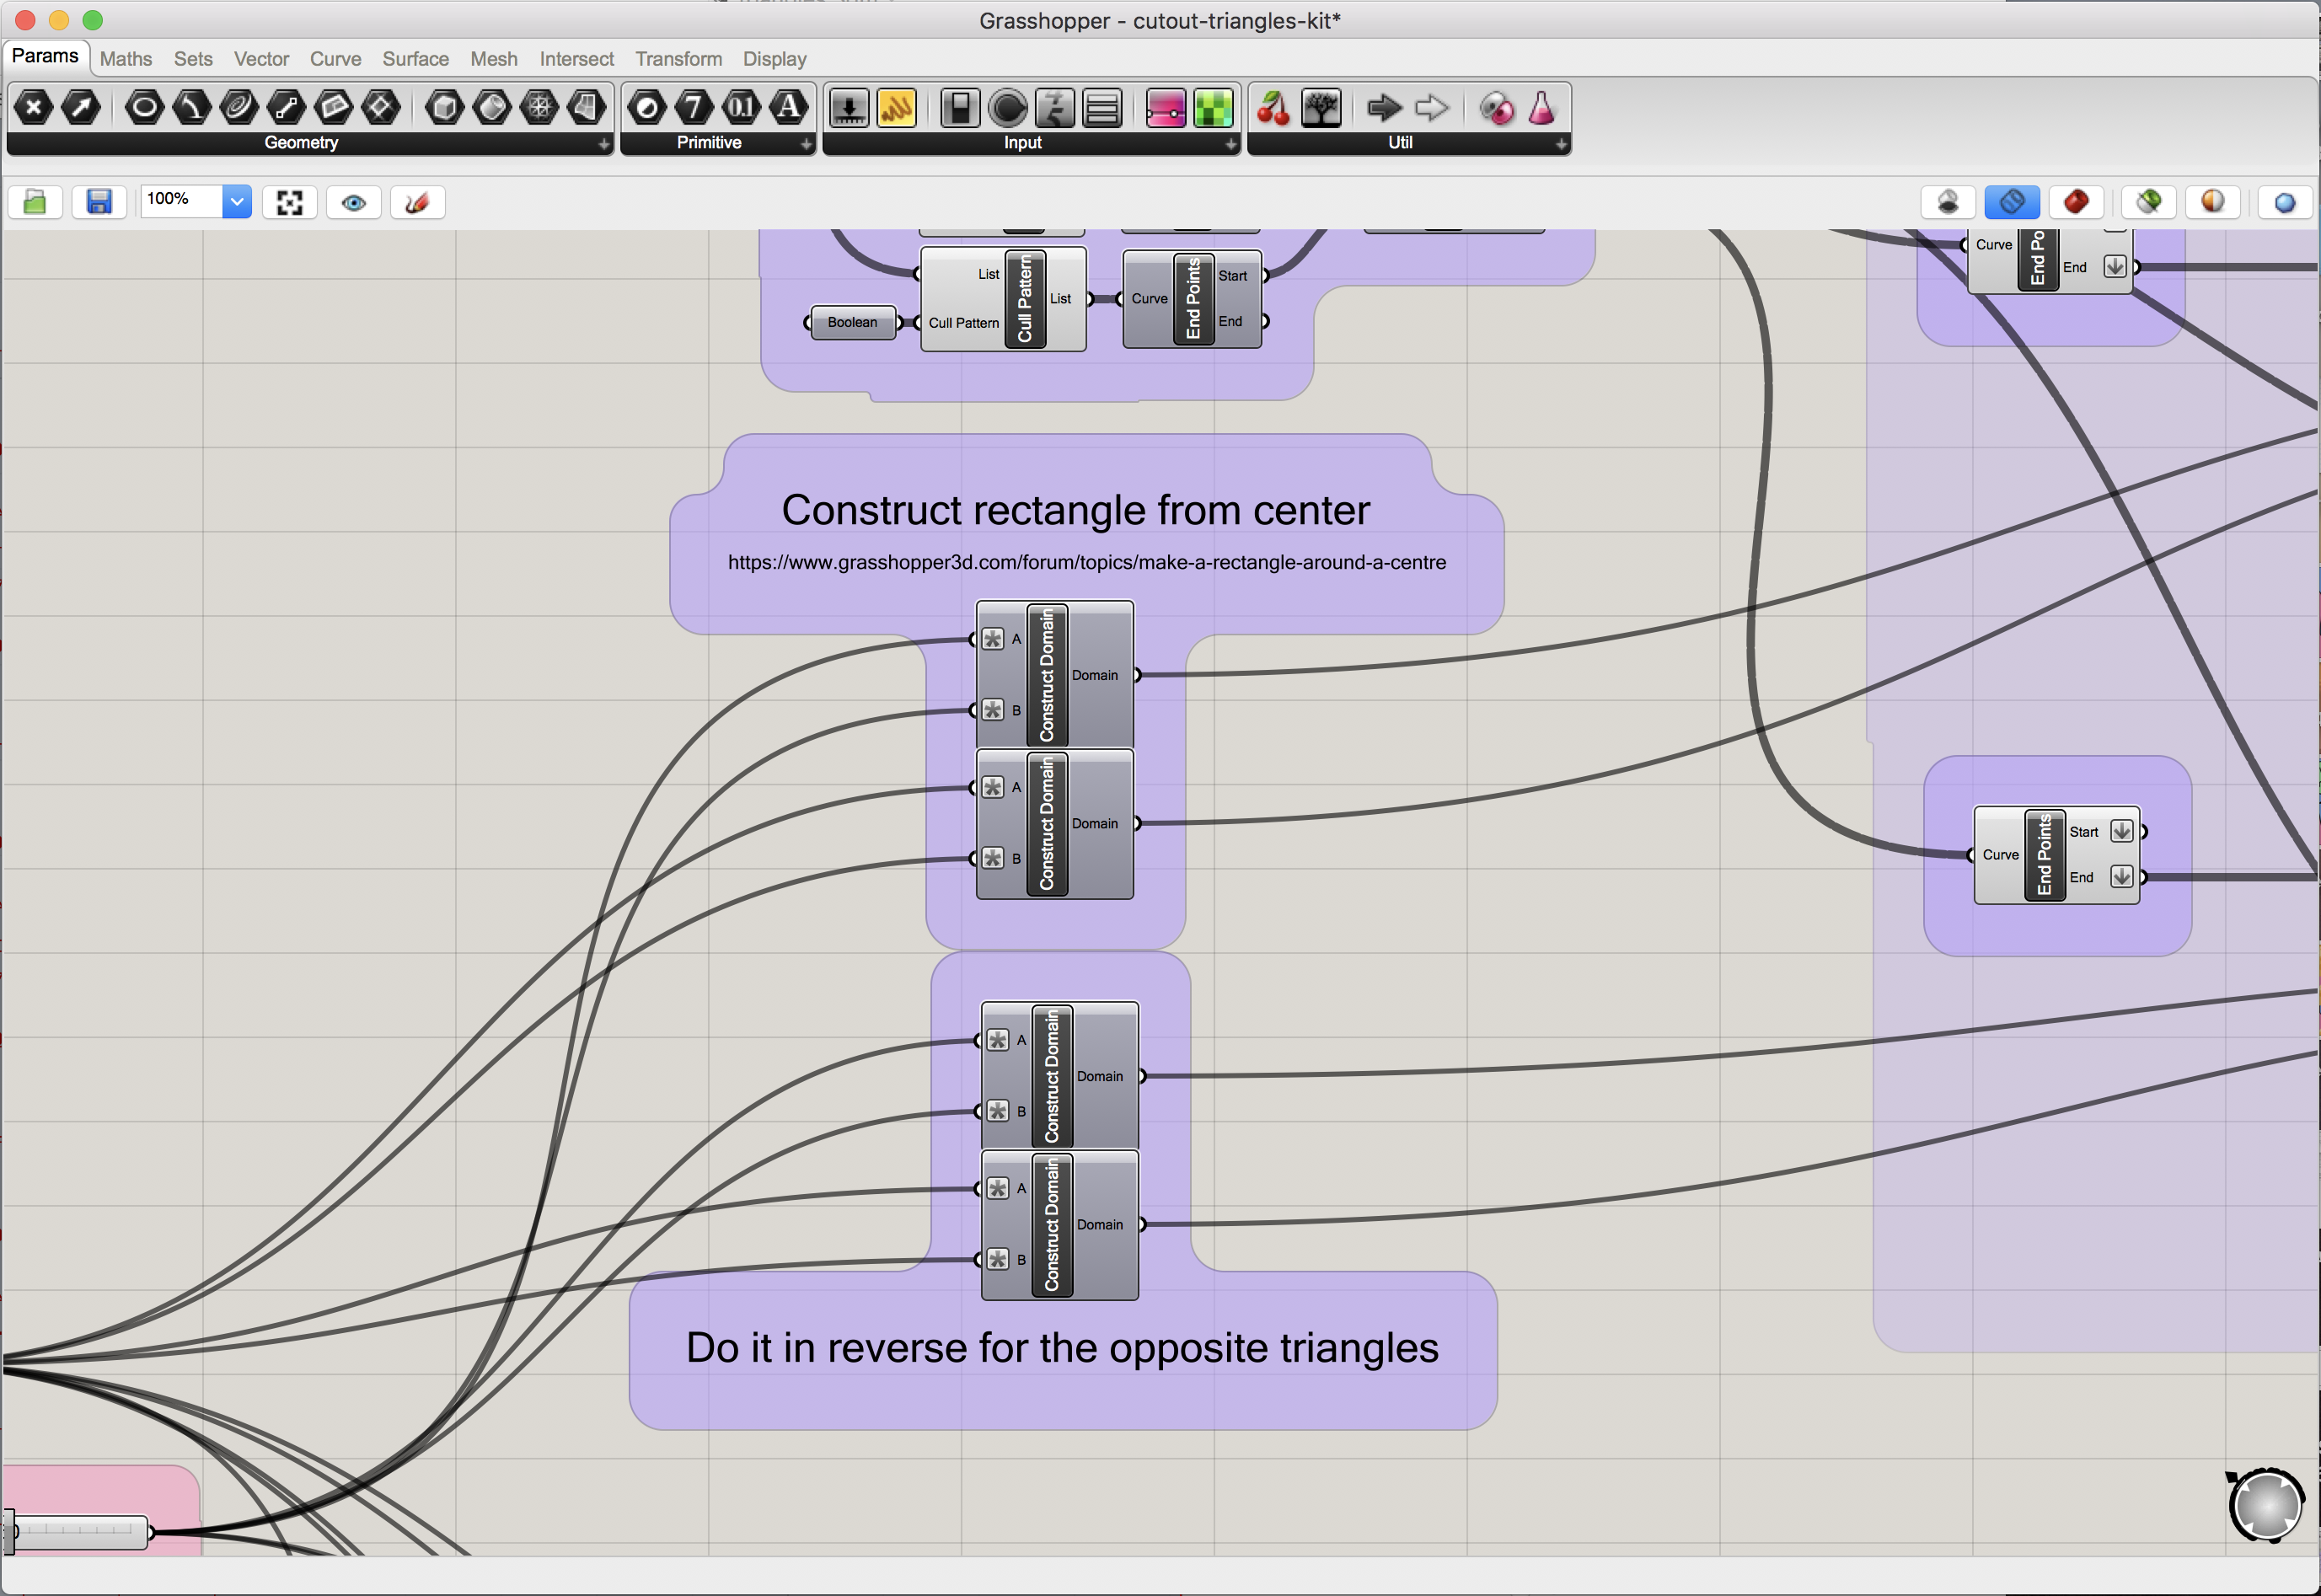 Grasshopper - cutout-triangles-kit*
Params Maths Sets Vector Curve Surface Mesh Intersect Transform Display
7 0.1 A
Geometry Primitive Input Util
100%
List
Cull Pattern
Cull Pattern
List
Boolean
Curve
End Points
Start
End
Curve
End
Construct rectangle from center
https://www.grasshopper3d.com/forum/topics/make-a-rectangle-around-a-centre
A
B
Construct Domain
Domain
A
B
Construct Domain
Domain
Curve
End Points
Start
End
A
B
Construct Domain
Domain
A
B
Construct Domain
Domain
Do it in reverse for the opposite triangles